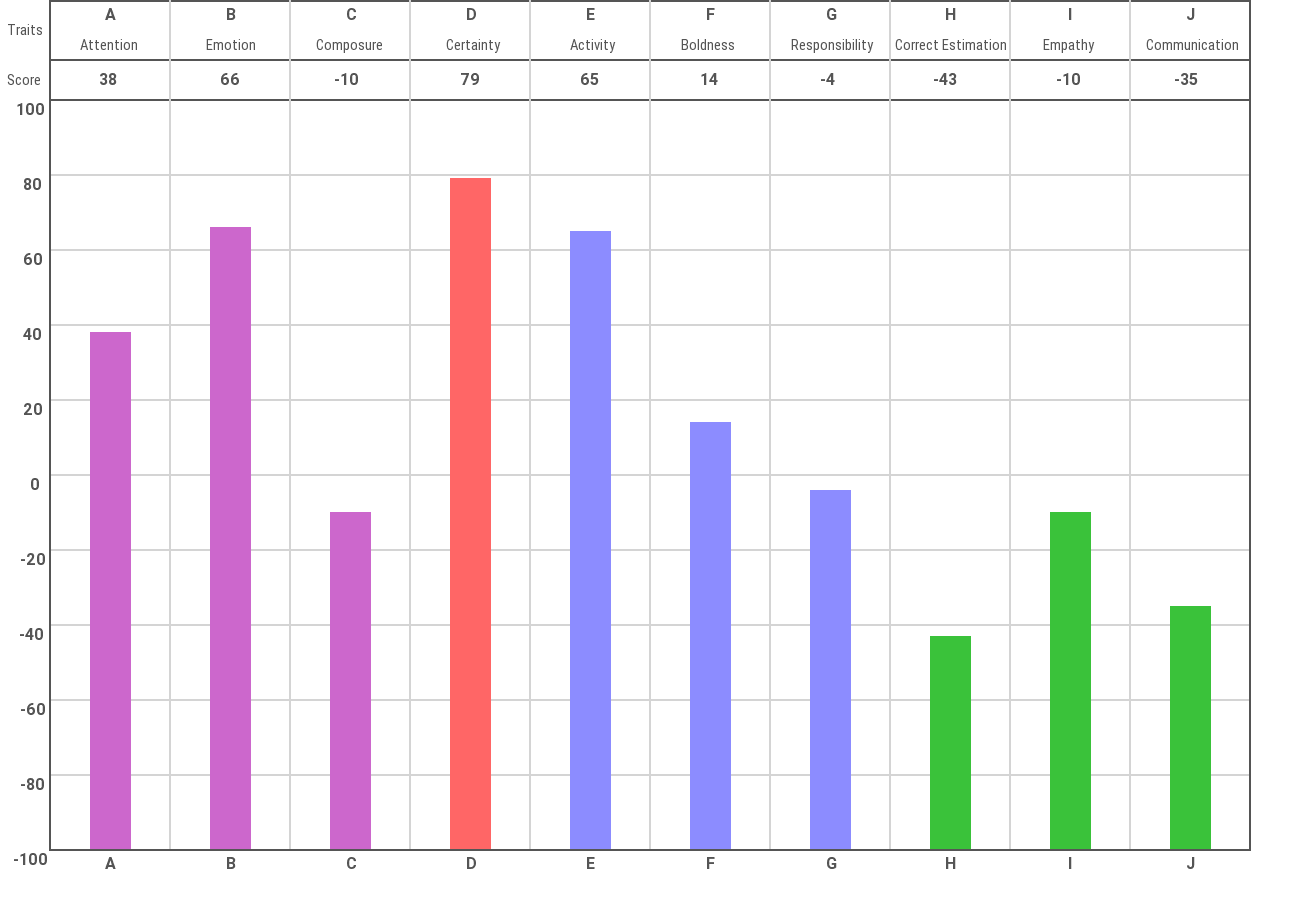 Traits
A B C D E F G H I J
Attention Emotion Composure Certainty Activity Boldness Responsibility Correct Estimation Empathy Communication
Score 38 66 -10 79 65 14 -4 -43 -10 -35
100
80
60
40
20
0
-20
-40
-60
-80
-100
A B C D E F G H I J